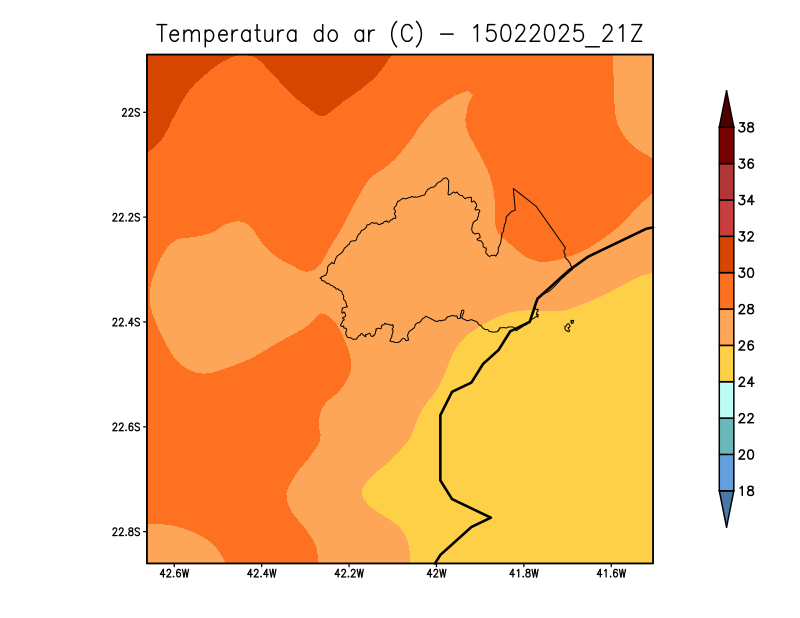 Temperatura do ar (C) - 15022025_21Z
22S
22.2S
22.4S
22.6S
22.8S
42.6W
42.4W
42.2W
42W
41.8W
41.6W
38
36
34
32
30
28
26
24
22
20
18